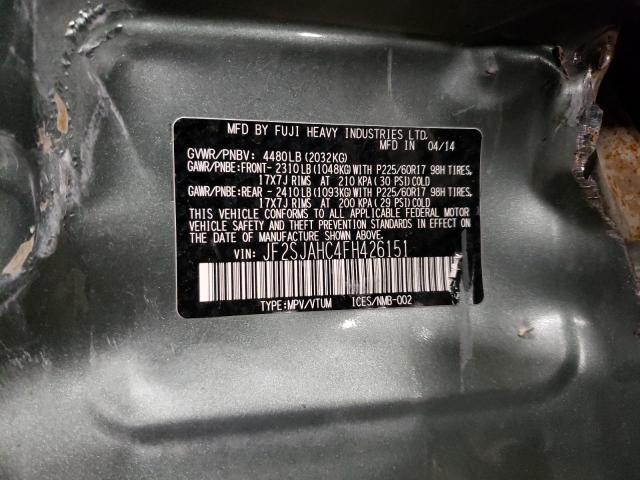 MFD BY FUJI HEAVY INDUSTRIES LTD.
MFD IN 04/14
GVWR/PNBV: 4480LB(2032KG)
GAWR/PNBE:FRONT- 2310LB(1048KG)WITH P225/60R17 98H TIRES,
17X7J RIMS AT 210 KPA(30 PSI)COLD
GAWR/PNBE:REAR - 2410LB(1093KG)WITH P225/60R17 98H TIRES,
17X7J RIMS AT 200 KPA(29 PSI)COLD
THIS VEHICLE CONFORMS TO ALL APPLICABLE FEDERAL MOTOR
VEHICLE SAFETY AND THEFT PREVENTION STANDARDS IN EFFECT ON
THE DATE OF MANUFACTURE SHOWN ABOVE.
VIN: JF2SJAHC4FH426151
TYPE:MPV/VTUM ICES/NMB-002